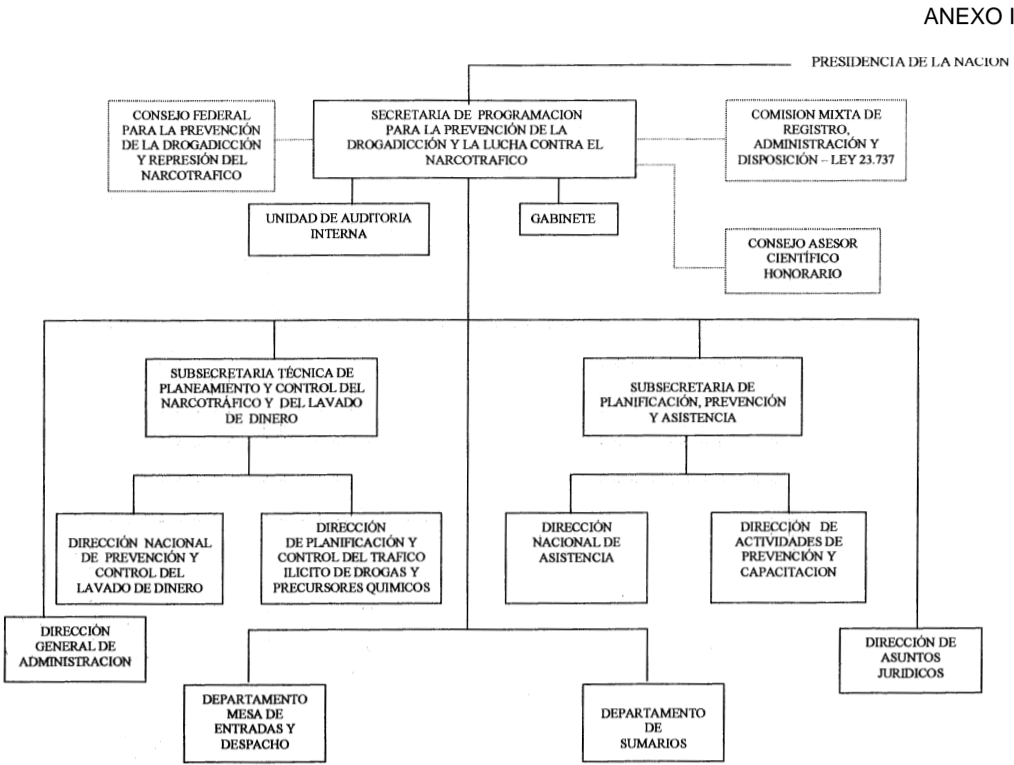 ANEXO I
PRESIDENCIA DE LA NACION
CONSEJO FEDERAL
PARA LA PREVENCIÓN
DE LA DROGADICCIÓN
Y REPRESIÓN DEL
NARCOTRAFICO
SECRETARIA DE PROGRAMACION
PARA LA PREVENCIÓN DE LA
DROGADICCIÓN Y LA LUCHA CONTRA EL
NARCOTRAFICO
COMISION MIXTA DE
REGISTRO,
ADMINISTRACIÓN Y
DISPOSICIÓN – LEY 23.737
UNIDAD DE AUDITORIA
INTERNA
GABINETE
CONSEJO ASESOR
CIENTÍFICO
HONORARIO
SUBSECRETARIA TÉCNICA DE
PLANEAMIENTO Y CONTROL DEL
NARCOTRÁFICO Y DEL LAVADO
DE DINERO
SUBSECRETARIA DE
PLANIFICACIÓN, PREVENCIÓN
Y ASISTENCIA
DIRECCIÓN NACIONAL
DE PREVENCIÓN Y
CONTROL DEL
LAVADO DE DINERO
DIRECCIÓN
DE PLANIFICACIÓN Y
CONTROL DEL TRAFICO
ILICITO DE DROGAS Y
PRECURSORES QUIMICOS
DIRECCIÓN
NACIONAL DE
ASISTENCIA
DIRECCIÓN DE
ACTIVIDADES DE
PREVENCIÓN Y
CAPACITACION
DIRECCIÓN
GENERAL DE
ADMINISTRACION
DIRECCIÓN DE
ASUNTOS
JURIDICOS
DEPARTAMENTO
MESA DE
ENTRADAS Y
DESPACHO
DEPARTAMENTO
DE
SUMARIOS